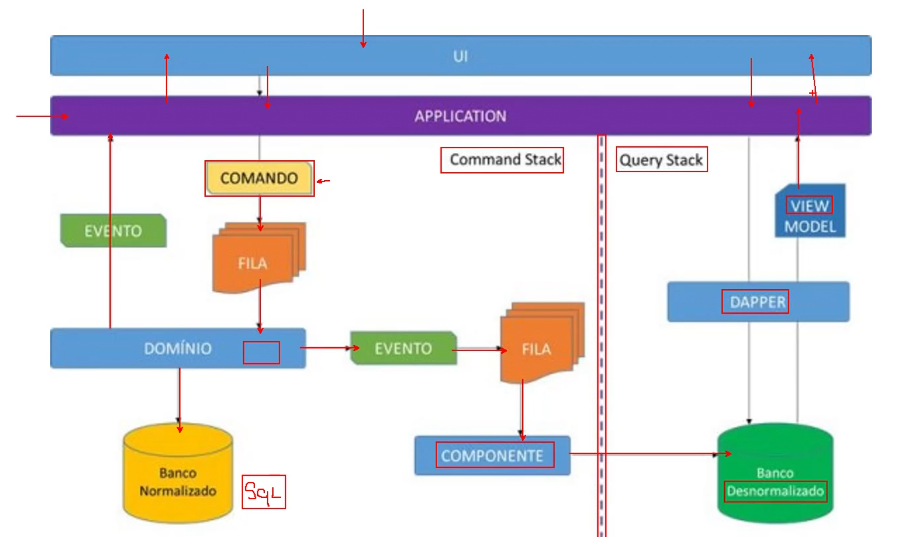 UI
APPLICATION
Command Stack
Query Stack
COMANDO
VIEW
MODEL
EVENTO
FILA
DAPPER
DOMÍNIO
EVENTO
FILA
COMPONENTE
Banco
Normalizado
SQL
Banco
Desnormalizado